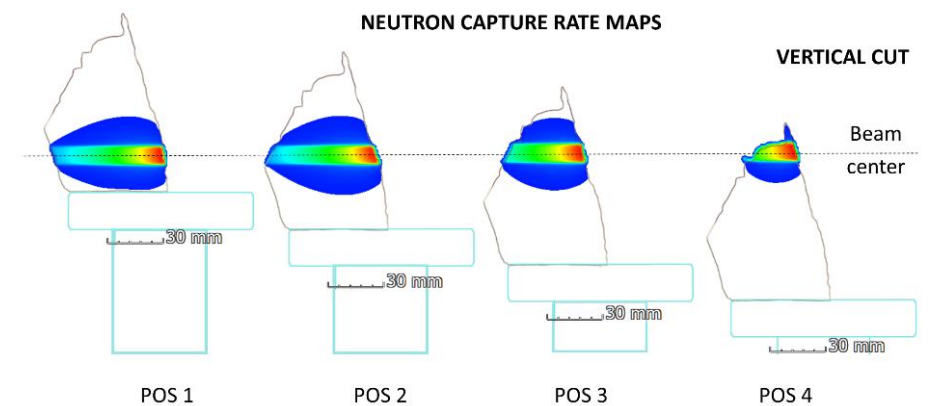 NEUTRON CAPTURE RATE MAPS
VERTICAL CUT
Beam
center
30 mm
30 mm
30 mm
30 mm
POS 1
POS 2
POS 3
POS 4